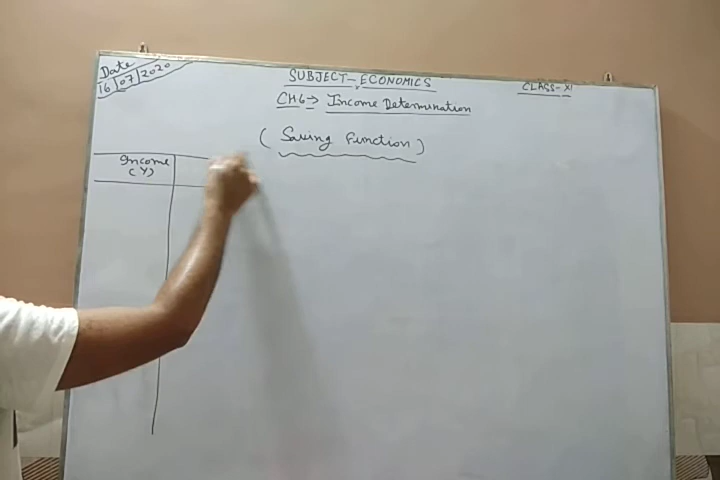 Date
16/07/2020
SUBJECT-ECONOMICS
CLASS-XI
CH6-> Income Determination
(Saving Function)
Income
(Y)